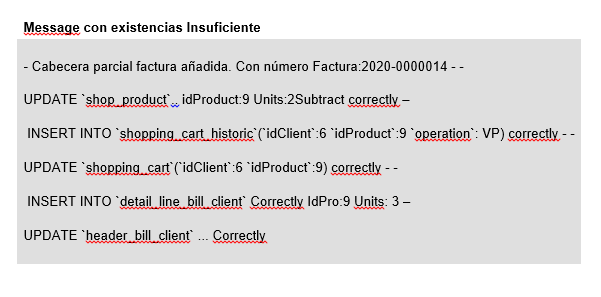 Message con existencias Insuficiente
- Cabecera parcial factura añadida. Con número Factura:2020-0000014 - -
UPDATE `shop_product`.. idProduct:9 Units:2Subtract correctly –
INSERT INTO `shopping_cart_historic`(`idClient`:6 `idProduct`:9 `operation`: VP) correctly - -
UPDATE `shopping_cart`(`idClient`:6 `idProduct`:9) correctly - -
INSERT INTO `detail_line_bill_client` Correctly IdPro:9 Units: 3 –
UPDATE `header_bill_client` ... Correctly